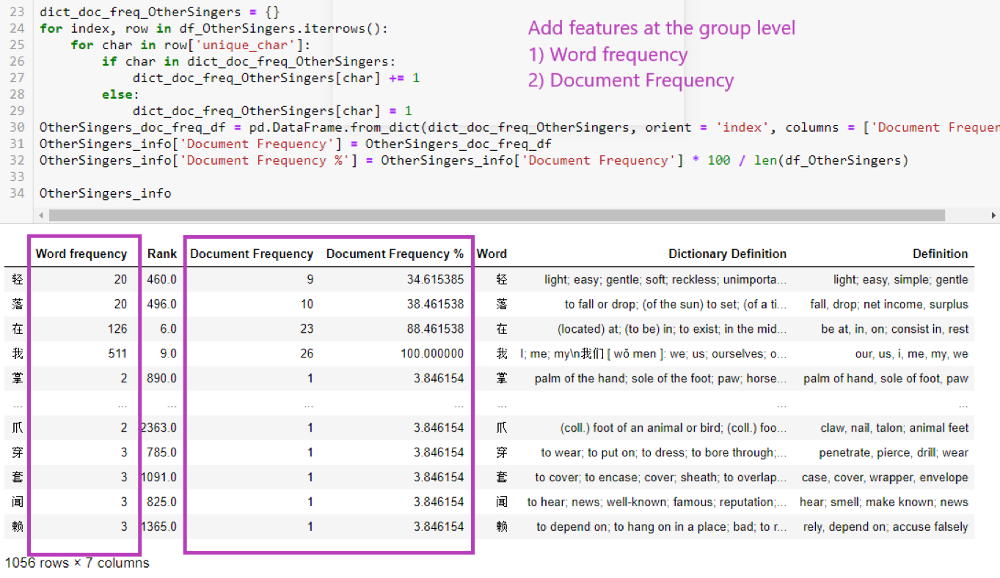 23 dict_doc_freq_OtherSingers = {}
24 for index, row in df_OtherSingers.iterrows():
25 for char in row['unique_char']:
26 if char in dict_doc_freq_OtherSingers:
27 dict_doc_freq_OtherSingers[char] += 1
28 else:
29 dict_doc_freq_OtherSingers[char] = 1
30 OtherSingers_doc_freq_df = pd.DataFrame.from_dict(dict_doc_freq_OtherSingers, orient = 'index', columns = ['Document Frequen
31 OtherSingers_info['Document Frequency'] = OtherSingers_doc_freq_df
32 OtherSingers_info['Document Frequency %'] = OtherSingers_info['Document Frequency'] * 100 / len(df_OtherSingers)
33
34 OtherSingers_info
Add features at the group level
1) Word frequency
2) Document Frequency
Word frequency Rank Document Frequency Document Frequency % Word Dictionary Definition Definition
轻 20 460.0 9 34.615385 轻 light; easy; gentle; soft; reckless; unimporta... light; easy, simple; gentle
落 20 496.0 10 38.461538 落 to fall or drop; (of the sun) to set; (of a ti... fall, drop; net income, surplus
在 126 6.0 23 88.461538 在 (located) at; (to be) in; to exist; in the mid... be at, in, on; consist in, rest
我 511 9.0 26 100.000000 我 I; me; my\n我们 [ wǒ men ]: we; us; ourselves; o... our, us, i, me, my, we
掌 2 890.0 1 3.846154 掌 palm of the hand; sole of the foot; paw; horse... palm of hand, sole of foot, paw
... ... ... ... ... ... ... ...
爪 2 2363.0 1 3.846154 爪 (coll.) foot of an animal or bird; (coll.) foo... claw, nail, talon; animal feet
穿 3 785.0 1 3.846154 穿 to wear; to put on; to dress; to bore through;... penetrate, pierce, drill; wear
套 3 1091.0 1 3.846154 套 to cover; to encase; cover; sheath; to overlap... case, cover, wrapper, envelope
闻 3 825.0 1 3.846154 闻 to hear; news; well-known; famous; reputation;... hear; smell; make known; news
赖 3 1365.0 1 3.846154 赖 to depend on; to hang on in a place; bad; to r... rely, depend on; accuse falsely
1056 rows × 7 columns